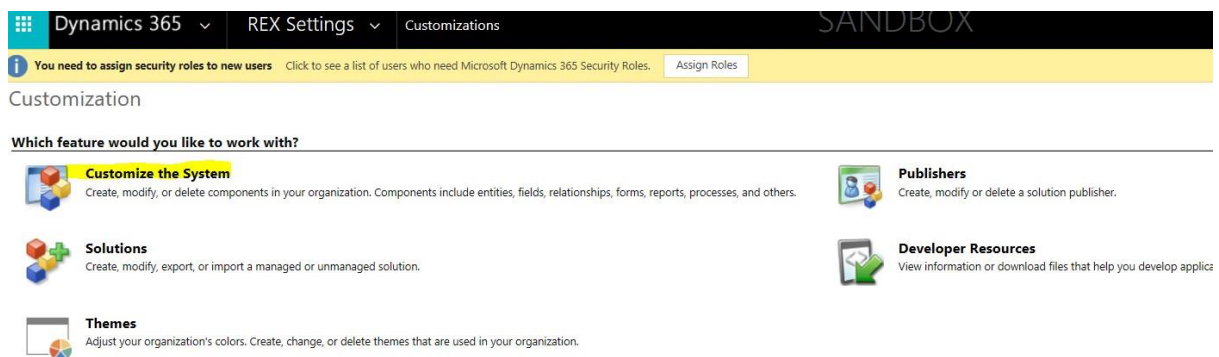 Dynamics 365 REX Settings Customizations SANDBOX
You need to assign security roles to new users Click to see a list of users who need Microsoft Dynamics 365 Security Roles. Assign Roles
Customization
Which feature would you like to work with?
Customize the System
Create, modify, or delete components in your organization. Components include entities, fields, relationships, forms, reports, processes, and others.
Publishers
Create, modify or delete a solution publisher.
Solutions
Create, modify, export, or import a managed or unmanaged solution.
Developer Resources
View information or download files that help you develop applica
Themes
Adjust your organization's colors. Create, change, or delete themes that are used in your organization.